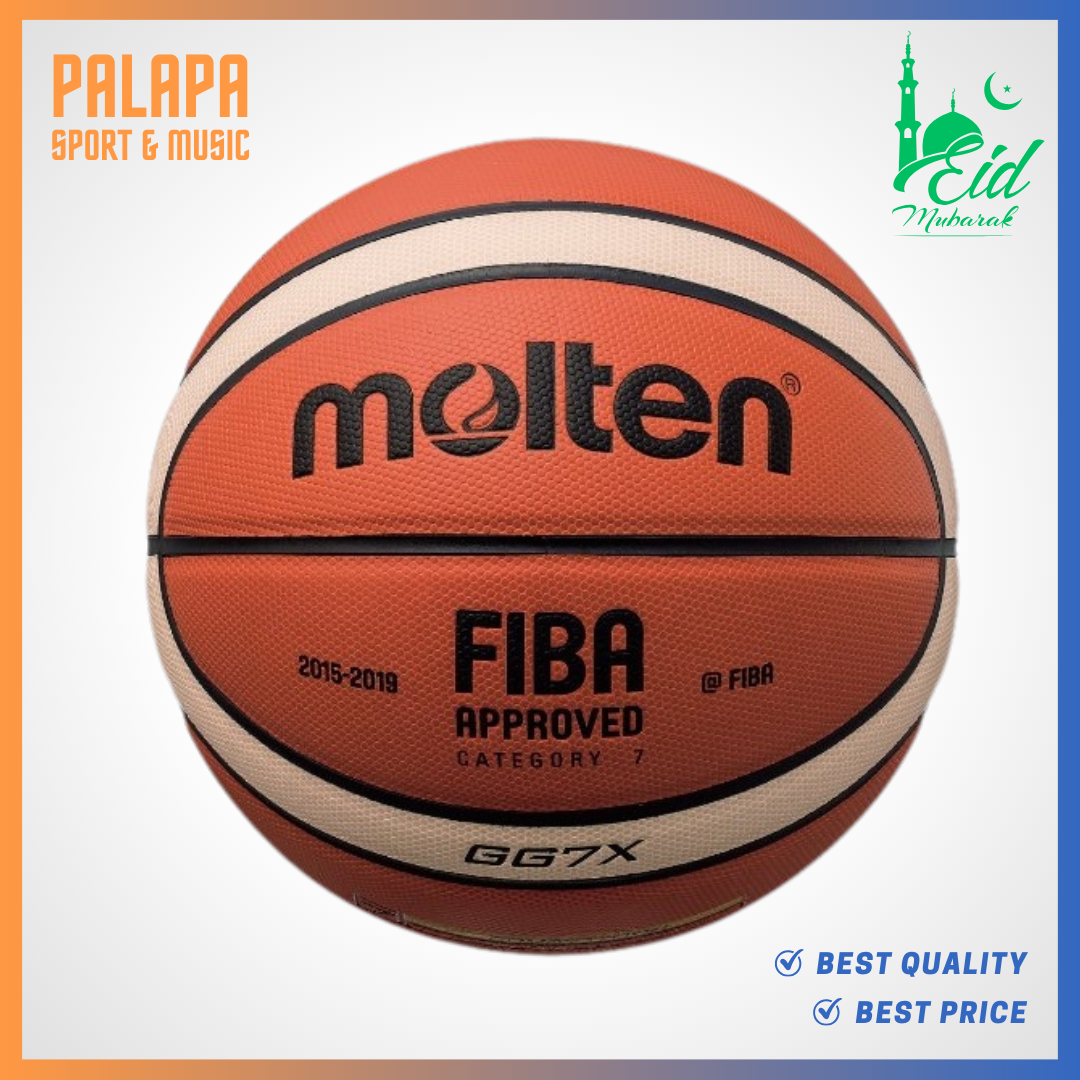 PALAPA
SPORT & MUSIC
Eid
Mubarak
molten®
FIBA
2015-2019
@ FIBA
APPROVED
CATEGORY 7
GG7X
BEST QUALITY
BEST PRICE